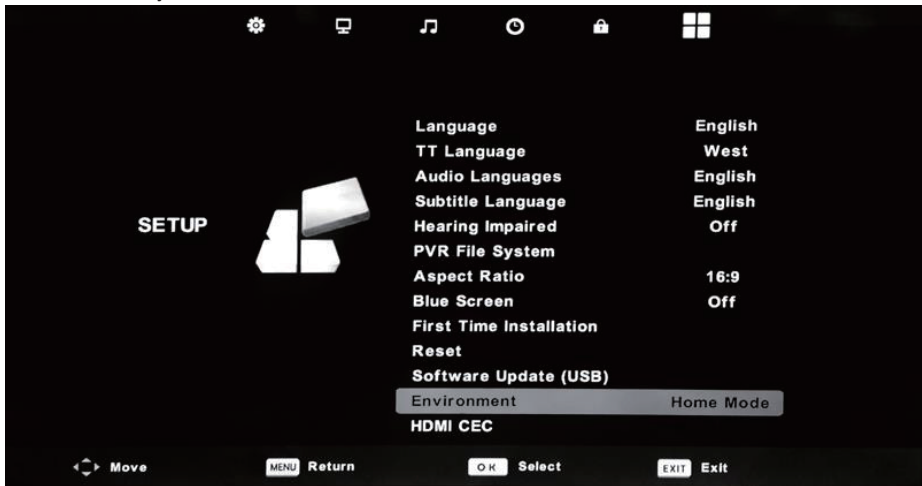 Language English
TT Language West
Audio Languages English
Subtitle Language English
SETUP
Hearing Impaired Off
PVR File System
Aspect Ratio 16:9
Blue Screen Off
First Time Installation
Reset
Software Update (USB)
Environment Home Mode
HDMI CEC
Move MENU Return OK Select EXIT Exit